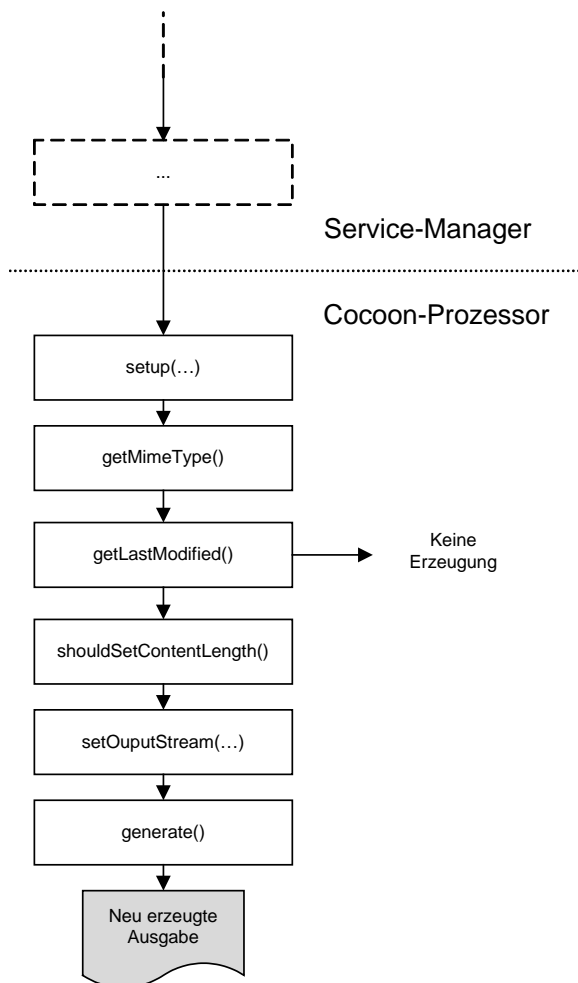 ...
Service-Manager
Cocoon-Prozessor
setup(…)
getMimeType()
getLastModified()
Keine
Erzeugung
shouldSetContentLength()
setOuputStream(…)
generate()
Neu erzeugte
Ausgabe